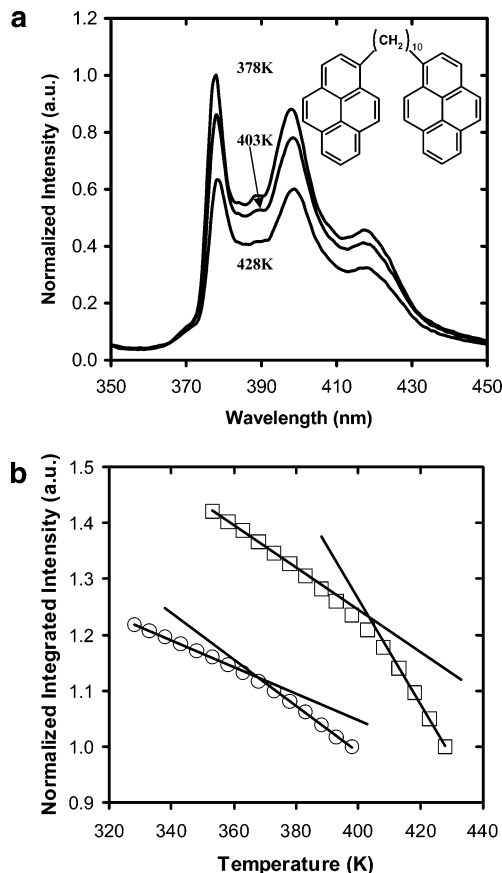 a
Normalized Intensity (a.u.)
1.2
1.0
0.8
0.6
0.4
0.2
0.0
378K
403K
428K
(CH2)10
350 370 390 410 430 450
Wavelength (nm)
b
Normalized Integrated Intensity (a.u.)
1.5
1.4
1.3
1.2
1.1
1.0
0.9
320 340 360 380 400 420 440
Temperature (K)